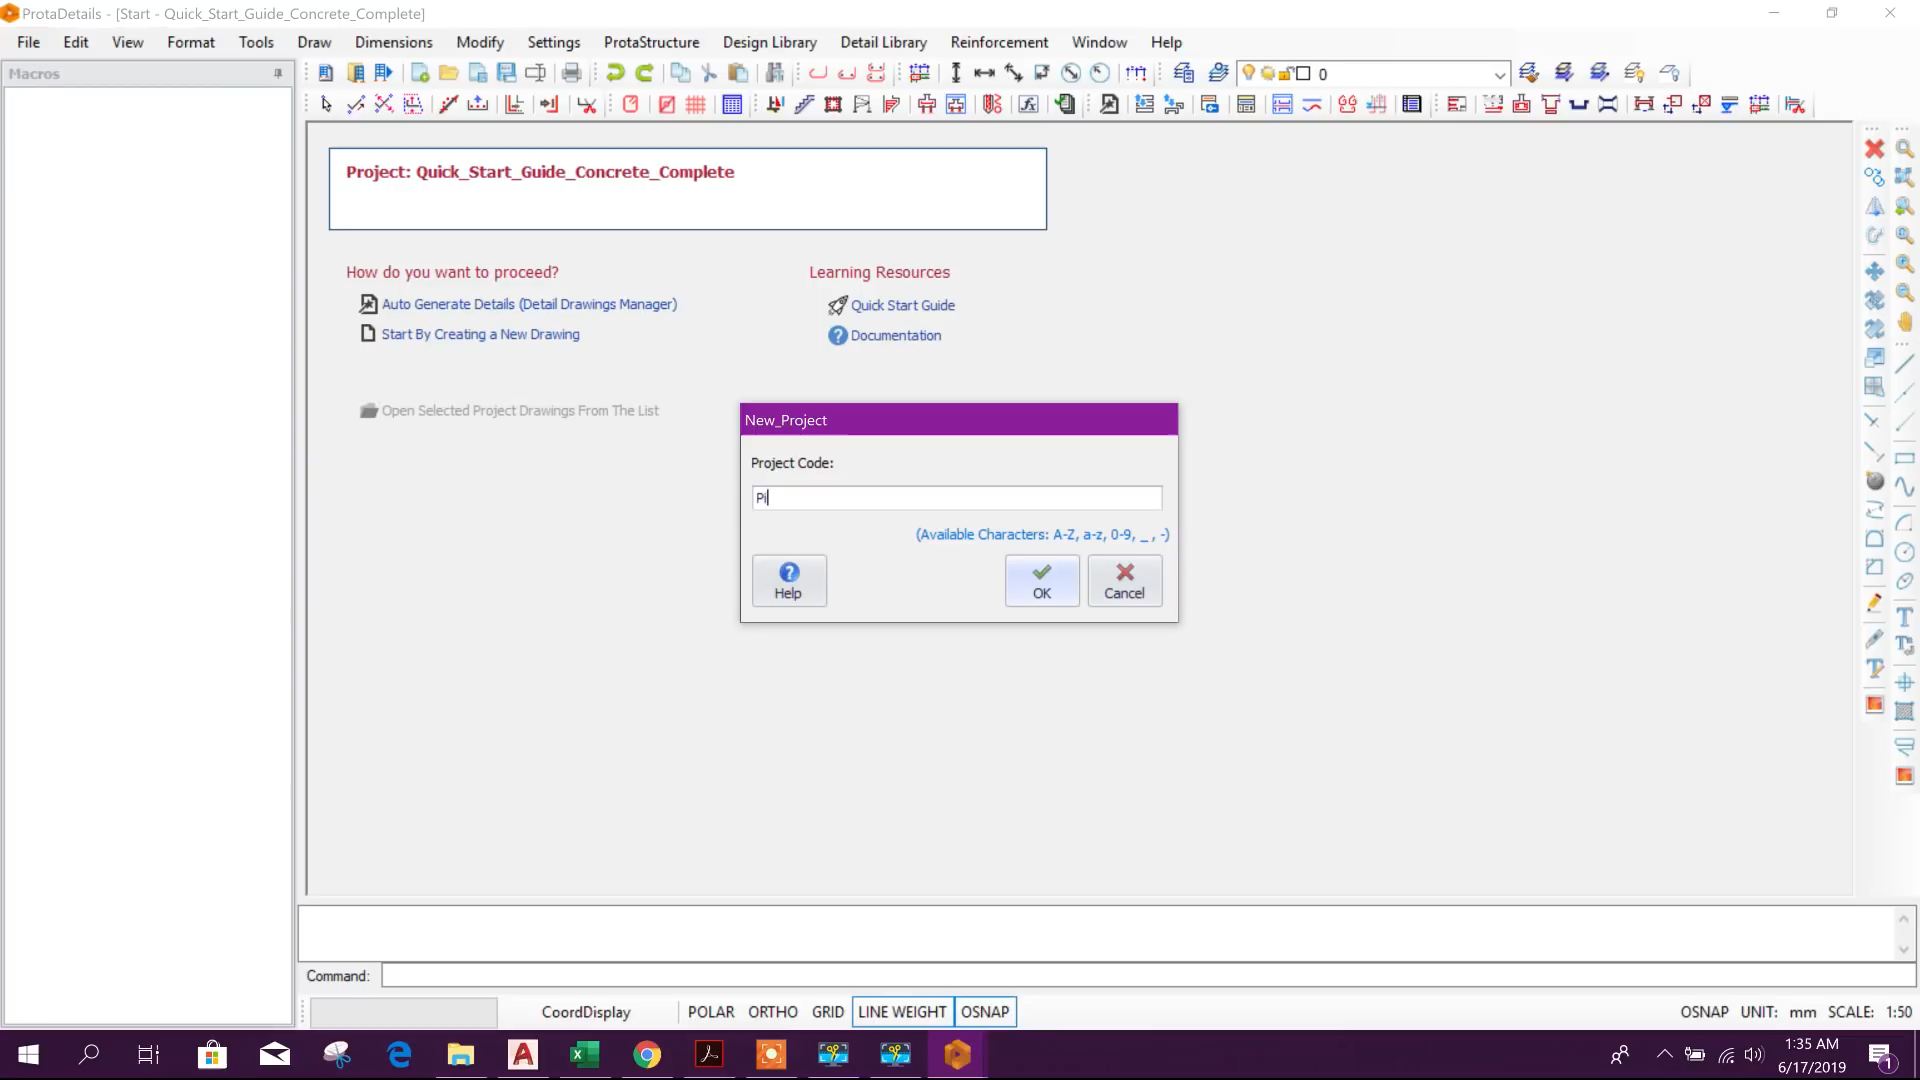 ProtaDetails - [Start - Quick_Start_Guide_Concrete_Complete]
File Edit View Format Tools Draw Dimensions Modify Settings ProtaStructure Design Library Detail Library Reinforcement Window Help
Macros
0
Project: Quick_Start_Guide_Concrete_Complete
How do you want to proceed?
Auto Generate Details (Detail Drawings Manager)
Start By Creating a New Drawing
Open Selected Project Drawings From The List
Learning Resources
Quick Start Guide
Documentation
New_Project
Project Code:
Pi
(Available Characters: A-Z, a-z, 0-9, _ , -)
Help
OK
Cancel
Command:
CoordDisplay POLAR ORTHO GRID LINE WEIGHT OSNAP OSNAP UNIT: mm SCALE: 1:50
1:35 AM
6/17/2019
1